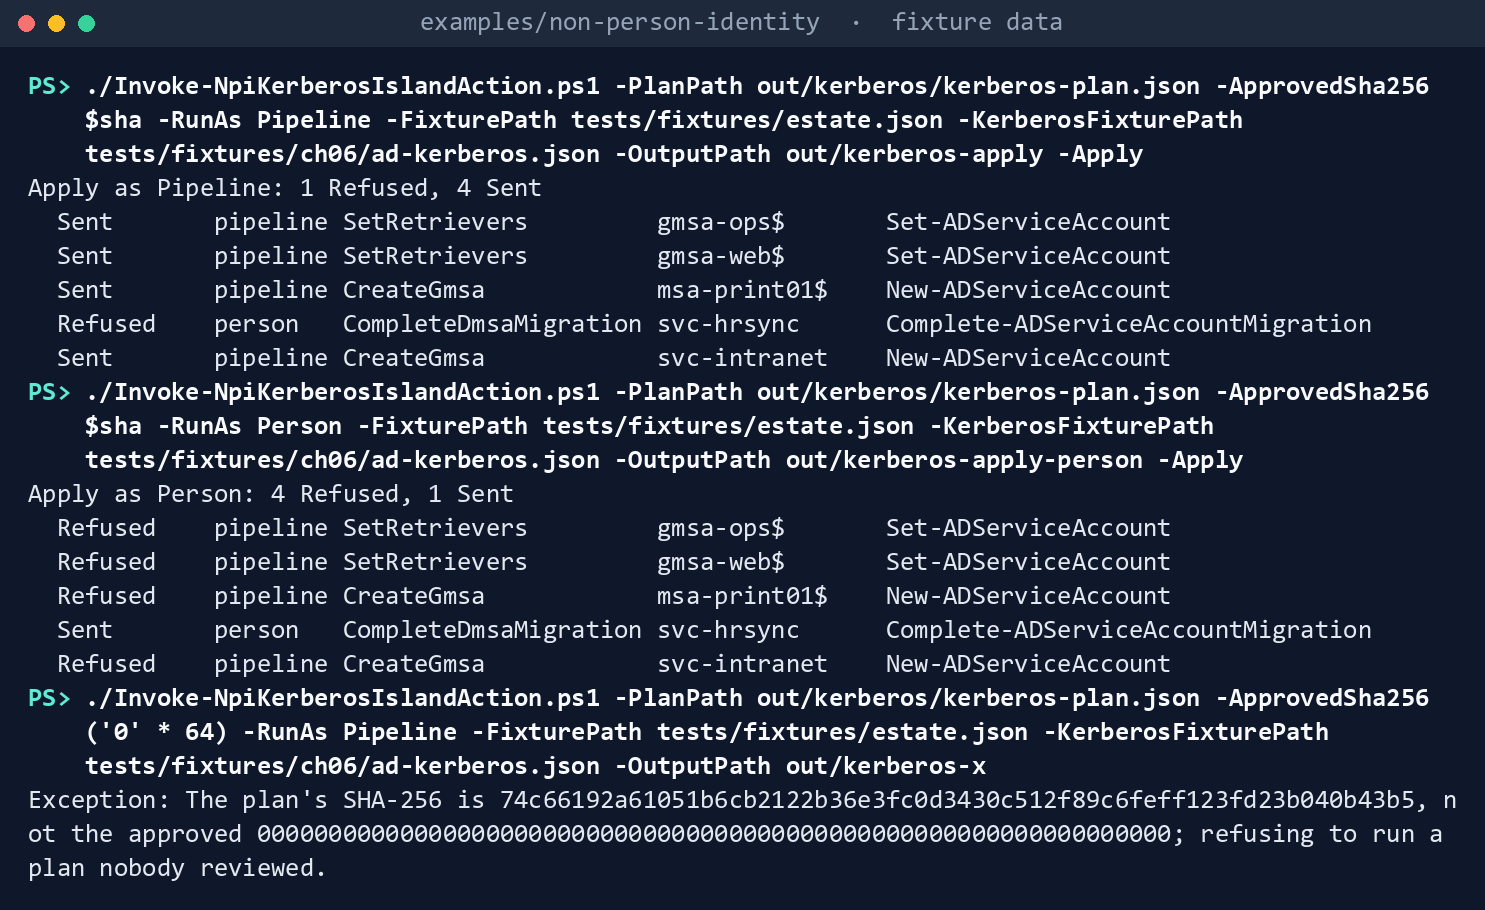 examples/non-person-identity · fixture data
PS> ./Invoke-NpiKerberosIslandAction.ps1 -PlanPath out/kerberos/kerberos-plan.json -ApprovedSha256
$sha -RunAs Pipeline -FixturePath tests/fixtures/estate.json -KerberosFixturePath
tests/fixtures/ch06/ad-kerberos.json -OutputPath out/kerberos-apply -Apply
Apply as Pipeline: 1 Refused, 4 Sent
Sent pipeline SetRetrievers gmsa-ops$ Set-ADServiceAccount
Sent pipeline SetRetrievers gmsa-web$ Set-ADServiceAccount
Sent pipeline CreateGmsa msa-print01$ New-ADServiceAccount
Refused person CompleteDmsaMigration svc-hrsync Complete-ADServiceAccountMigration
Sent pipeline CreateGmsa svc-intranet New-ADServiceAccount
PS> ./Invoke-NpiKerberosIslandAction.ps1 -PlanPath out/kerberos/kerberos-plan.json -ApprovedSha256
$sha -RunAs Person -FixturePath tests/fixtures/estate.json -KerberosFixturePath
tests/fixtures/ch06/ad-kerberos.json -OutputPath out/kerberos-apply-person -Apply
Apply as Person: 4 Refused, 1 Sent
Refused pipeline SetRetrievers gmsa-ops$ Set-ADServiceAccount
Refused pipeline SetRetrievers gmsa-web$ Set-ADServiceAccount
Refused pipeline CreateGmsa msa-print01$ New-ADServiceAccount
Sent person CompleteDmsaMigration svc-hrsync Complete-ADServiceAccountMigration
Refused pipeline CreateGmsa svc-intranet New-ADServiceAccount
PS> ./Invoke-NpiKerberosIslandAction.ps1 -PlanPath out/kerberos/kerberos-plan.json -ApprovedSha256
('0' * 64) -RunAs Pipeline -FixturePath tests/fixtures/estate.json -KerberosFixturePath
tests/fixtures/ch06/ad-kerberos.json -OutputPath out/kerberos-x
Exception: The plan's SHA-256 is 74c66192a61051b6cb2122b36e3fc0d3430c512f89c6feff123fd23b040b43b5, n
ot the approved 0000000000000000000000000000000000000000000000000000000000000000; refusing to run a
plan nobody reviewed.